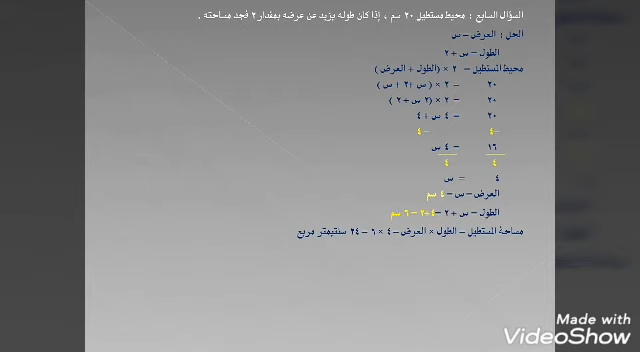 السؤال السابع : محيط مستطيل ٢٠ سم ، إذا كان طوله يزيد عن عرضه بمقدار ٢ فجد مساحته .
الحل : العرض = س
الطول = س + ٢
محيط المستطيل = ٢ × (الطول + العرض)
٢٠ = ٢ × ( س + ٢ + س )
٢٠ = ٢ × (٢ س + ٢ )
٢٠ = ٤ س + ٤
-٤ -٤
١٦ = ٤ س
٤ ٤
٤ = س
العرض = س = ٤ سم
الطول = س + ٢ = ٤+٢ = ٦ سم
مساحة المستطيل = الطول × العرض = ٤ × ٦ = ٢٤ سنتيمتر مربع
Made with
VideoShow